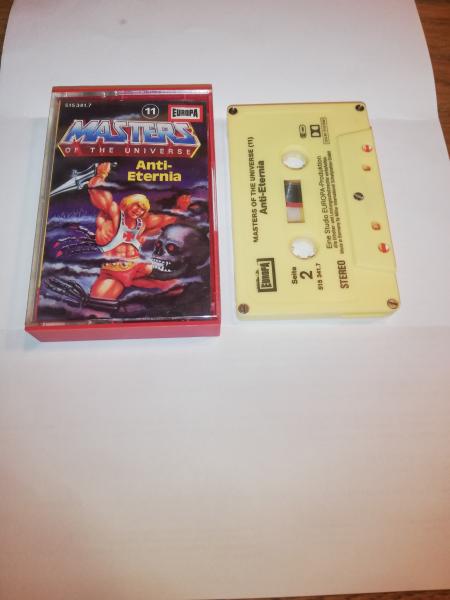 515 341.7
11
EUROPA
MASTERS
OF THE UNIVERSE
Anti-
Eternia
MASTERS OF THE UNIVERSE (11)
Anti-Eternia
EUROPA
Seite
2
515 341.7
Eine Studio EUROPA-Produktion
STEREO